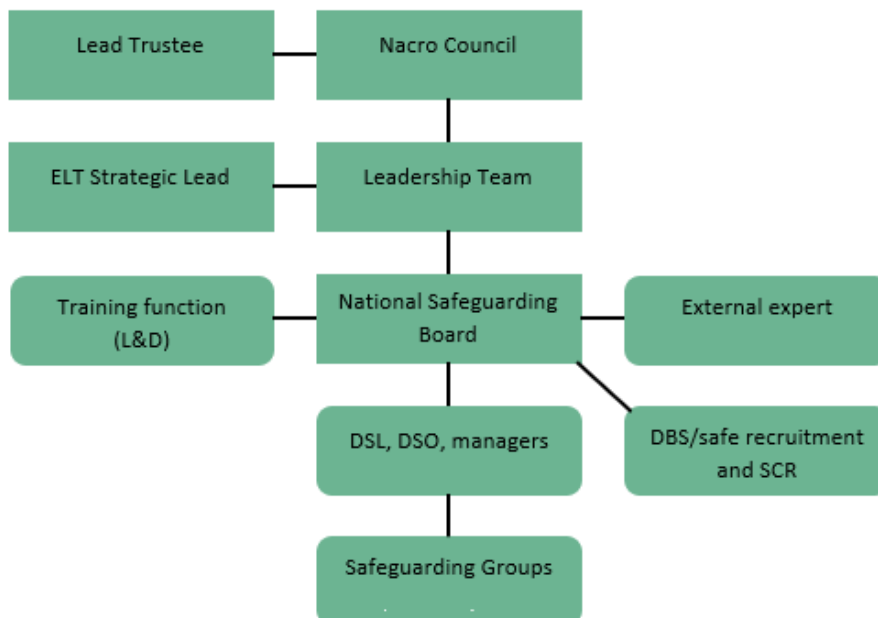 Lead Trustee
Nacro Council
ELT Strategic Lead
Leadership Team
Training function
(L&D)
National Safeguarding
Board
External expert
DSL, DSO, managers
DBS/safe recruitment
and SCR
Safeguarding Groups